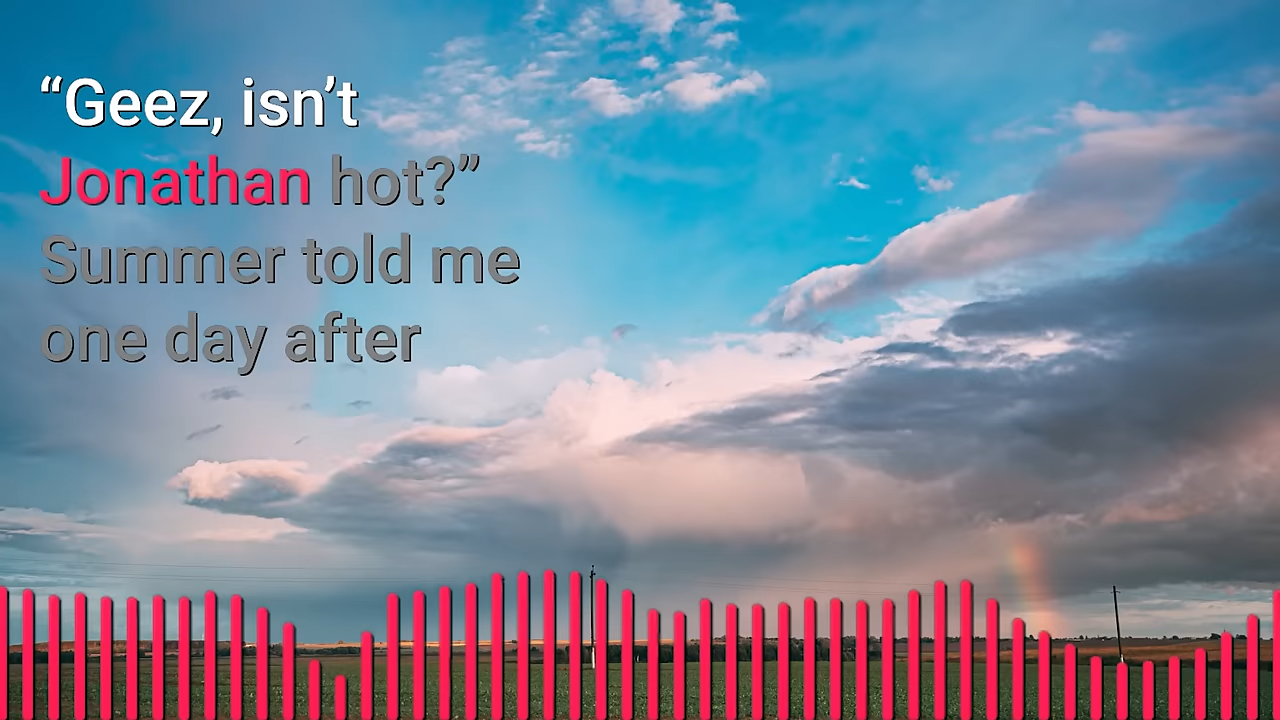 “Geez, isn’t
Jonathan hot?”
Summer told me
one day after